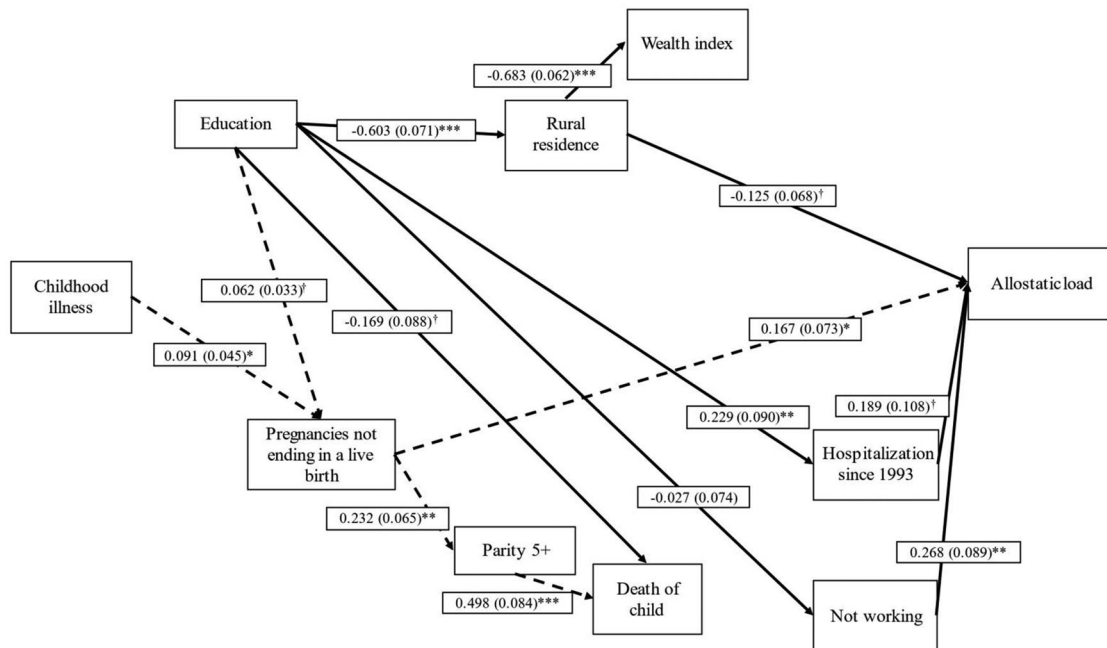 Wealth index
-0.683 (0.062)***
Education
-0.603 (0.071)***
Rural
residence
-0.125 (0.068)†
Childhood
illness
0.062 (0.033)†
Allostatic load
-0.169 (0.088)†
0.167 (0.073)*
0.091 (0.045)*
0.229 (0.090)**
0.189 (0.108)†
Pregnancies not
ending in a live
birth
Hospitalization
since 1993
-0.027 (0.074)
0.232 (0.065)**
Parity 5+
0.268 (0.089)**
Death of
child
0.498 (0.084)***
Not working